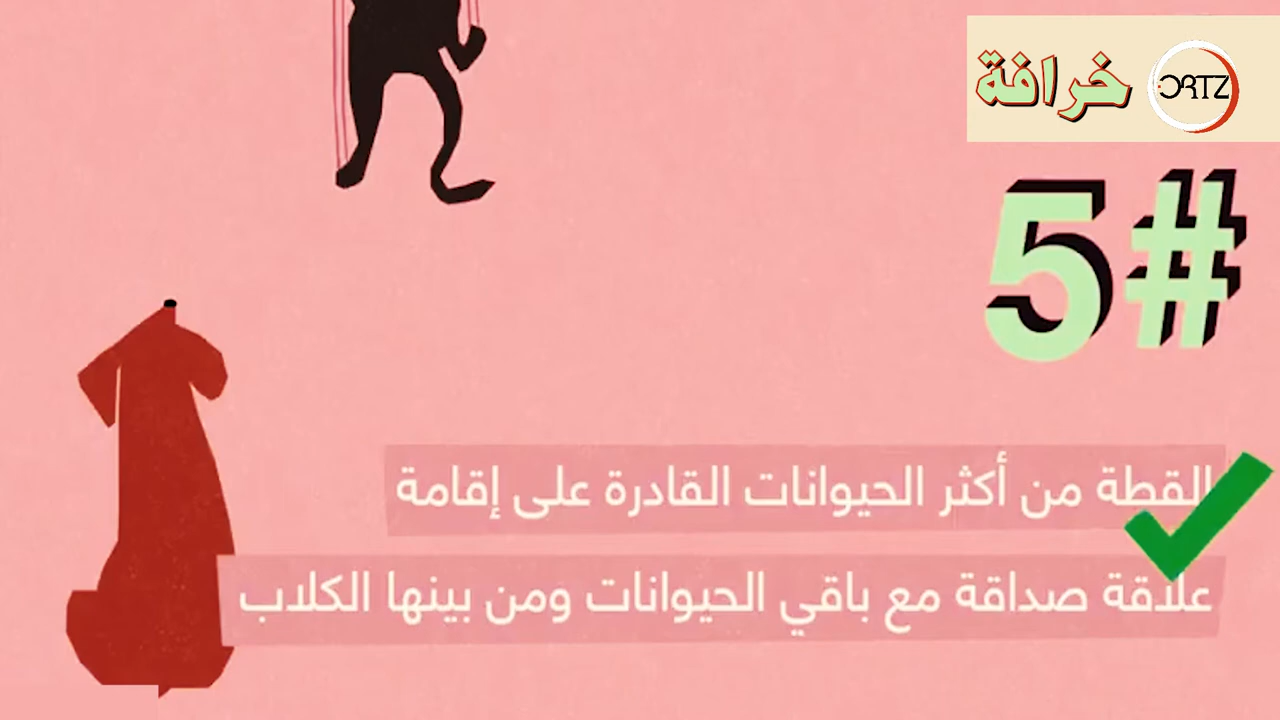 خرافة
ORTZ
#5
القطة من أكثر الحيوانات القادرة على إقامة
علاقة صداقة مع باقي الحيوانات ومن بينها الكلاب